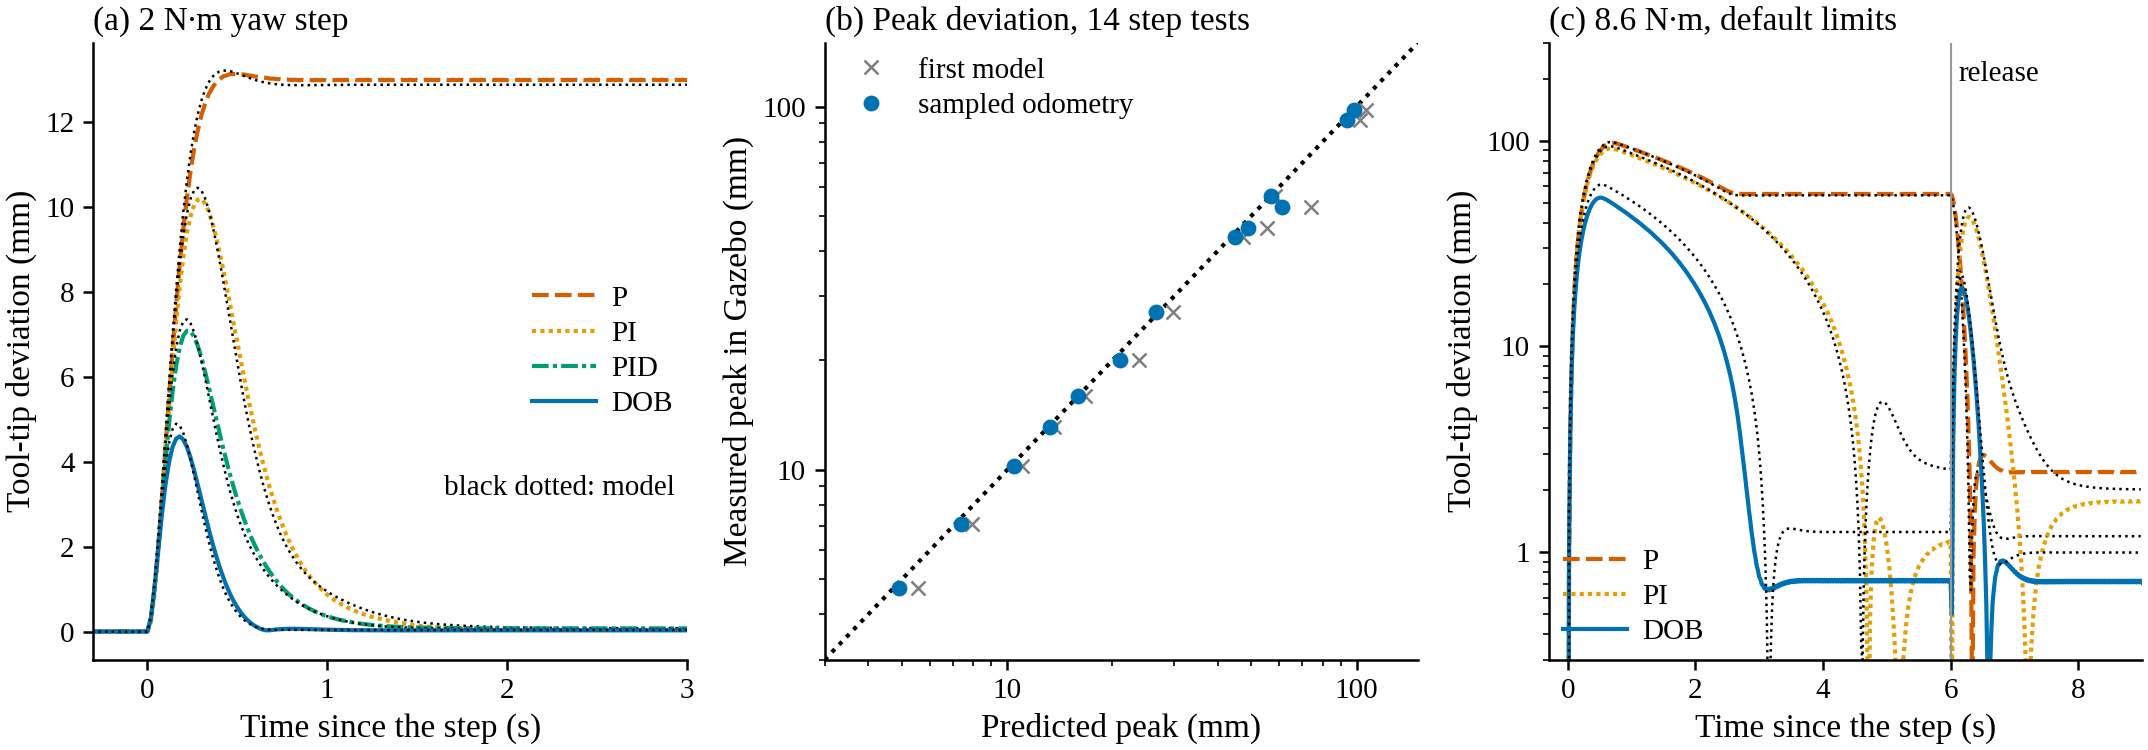 (a) 2 N·m yaw step
Tool-tip deviation (mm)
12
10
8
6
4
2
0
P
PI
PID
DOB
black dotted: model
0
1
2
3
Time since the step (s)
(b) Peak deviation, 14 step tests
first model
sampled odometry
Measured peak in Gazebo (mm)
100
10
10
100
Predicted peak (mm)
(c) 8.6 N·m, default limits
release
Tool-tip deviation (mm)
100
10
1
P
PI
DOB
0
2
4
6
8
Time since the step (s)